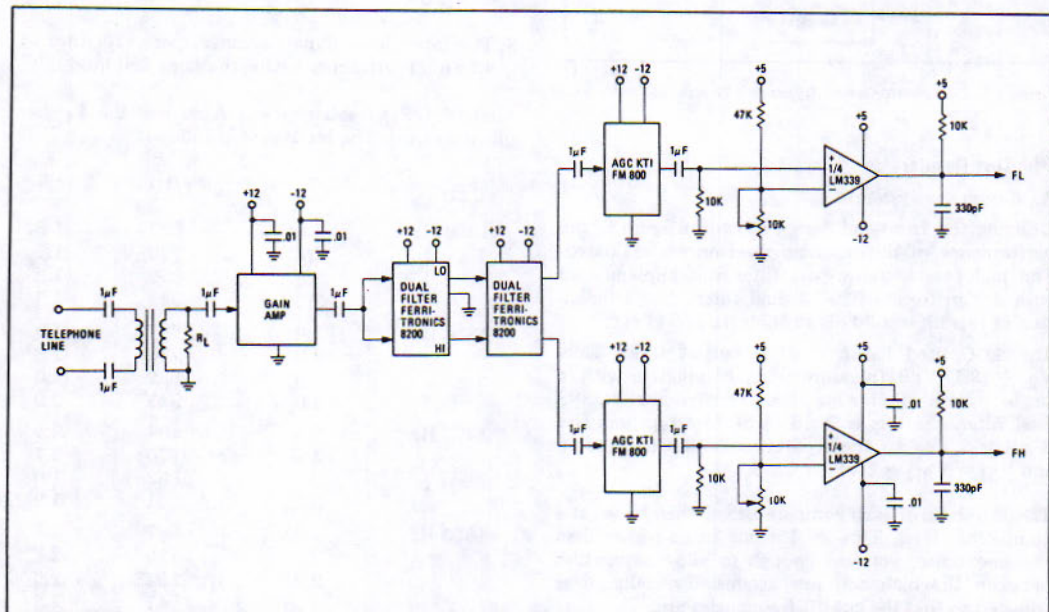 +12
-12
+5
+5
47K
+5
10K
1µF
AGC KTI
FM 800
1µF
+
1/4
LM339
−
FL
10K
10K
330pF
-12
+12
-12
.01
.01
+12
-12
+12
-12
LO
HI
DUAL
FILTER
FERRI-
TRONICS
8200
DUAL
FILTER
FERRI-
TRONICS
8200
1µF
1µF
GAIN
AMP
1µF
TELEPHONE
LINE
RL
1µF
+12
-12
+5
+5
+5
47K
.01
10K
1µF
AGC KTI
FM 800
1µF
+
1/4
LM339
−
FH
10K
10K
.01
330pF
-12